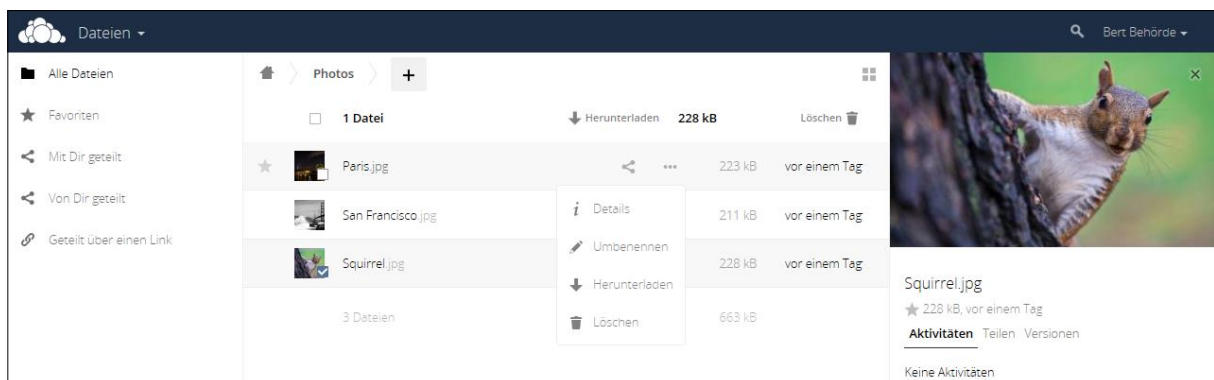 Dateien
Bert Behörde
Alle Dateien
Favoriten
Mit Dir geteilt
Von Dir geteilt
Geteilt über einen Link
Photos +
1 Datei Herunterladen 228 kB Löschen
Paris.jpg ... 223 kB vor einem Tag
San Francisco.jpg 211 kB vor einem Tag
Squirrel.jpg 228 kB vor einem Tag
3 Dateien 663 kB
Details
Umbenennen
Herunterladen
Löschen
Squirrel.jpg
228 kB, vor einem Tag
Aktivitäten Teilen Versionen
Keine Aktivitäten